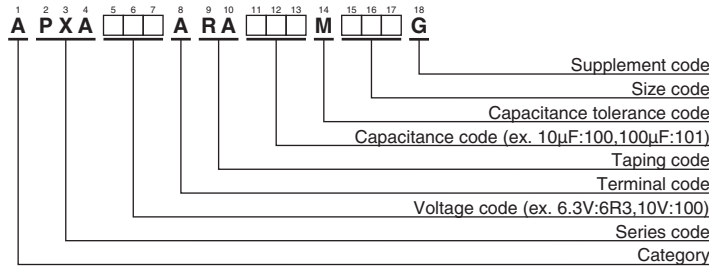 1 2 3 4 5 6 7 8 9 10 11 12 13 14 15 16 17 18
A PXA A RA M G
Supplement code
Size code
Capacitance tolerance code
Capacitance code (ex. 10μF:100,100μF:101)
Taping code
Terminal code
Voltage code (ex. 6.3V:6R3,10V:100)
Series code
Category